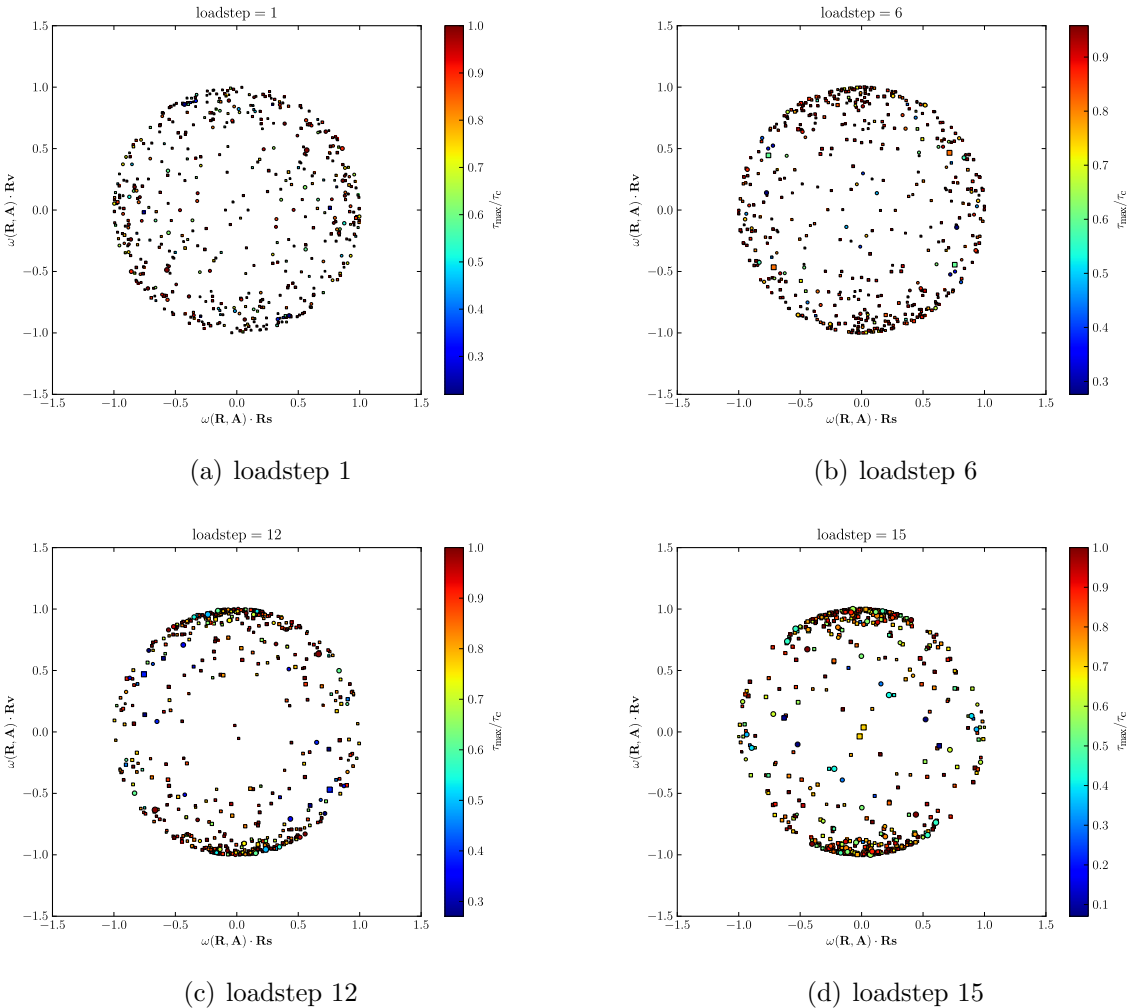 loadstep = 1
1.5
1.0
0.5
0.0
−0.5
−1.0
−1.5
−1.5 −1.0 −0.5 0.0 0.5 1.0 1.5
ω(R, A) · Rs
ω(R, A) · Rv
1.0
0.9
0.8
0.7
0.6
0.5
0.4
0.3
τmax/τc
(a) loadstep 1
loadstep = 6
1.5
1.0
0.5
0.0
−0.5
−1.0
−1.5
−1.5 −1.0 −0.5 0.0 0.5 1.0 1.5
ω(R, A) · Rs
ω(R, A) · Rv
0.9
0.8
0.7
0.6
0.5
0.4
0.3
τmax/τc
(b) loadstep 6
loadstep = 12
1.5
1.0
0.5
0.0
−0.5
−1.0
−1.5
−1.5 −1.0 −0.5 0.0 0.5 1.0 1.5
ω(R, A) · Rs
ω(R, A) · Rv
1.0
0.9
0.8
0.7
0.6
0.5
0.4
0.3
τmax/τc
(c) loadstep 12
loadstep = 15
1.5
1.0
0.5
0.0
−0.5
−1.0
−1.5
−1.5 −1.0 −0.5 0.0 0.5 1.0 1.5
ω(R, A) · Rs
ω(R, A) · Rv
1.0
0.9
0.8
0.7
0.6
0.5
0.4
0.3
0.2
0.1
τmax/τc
(d) loadstep 15